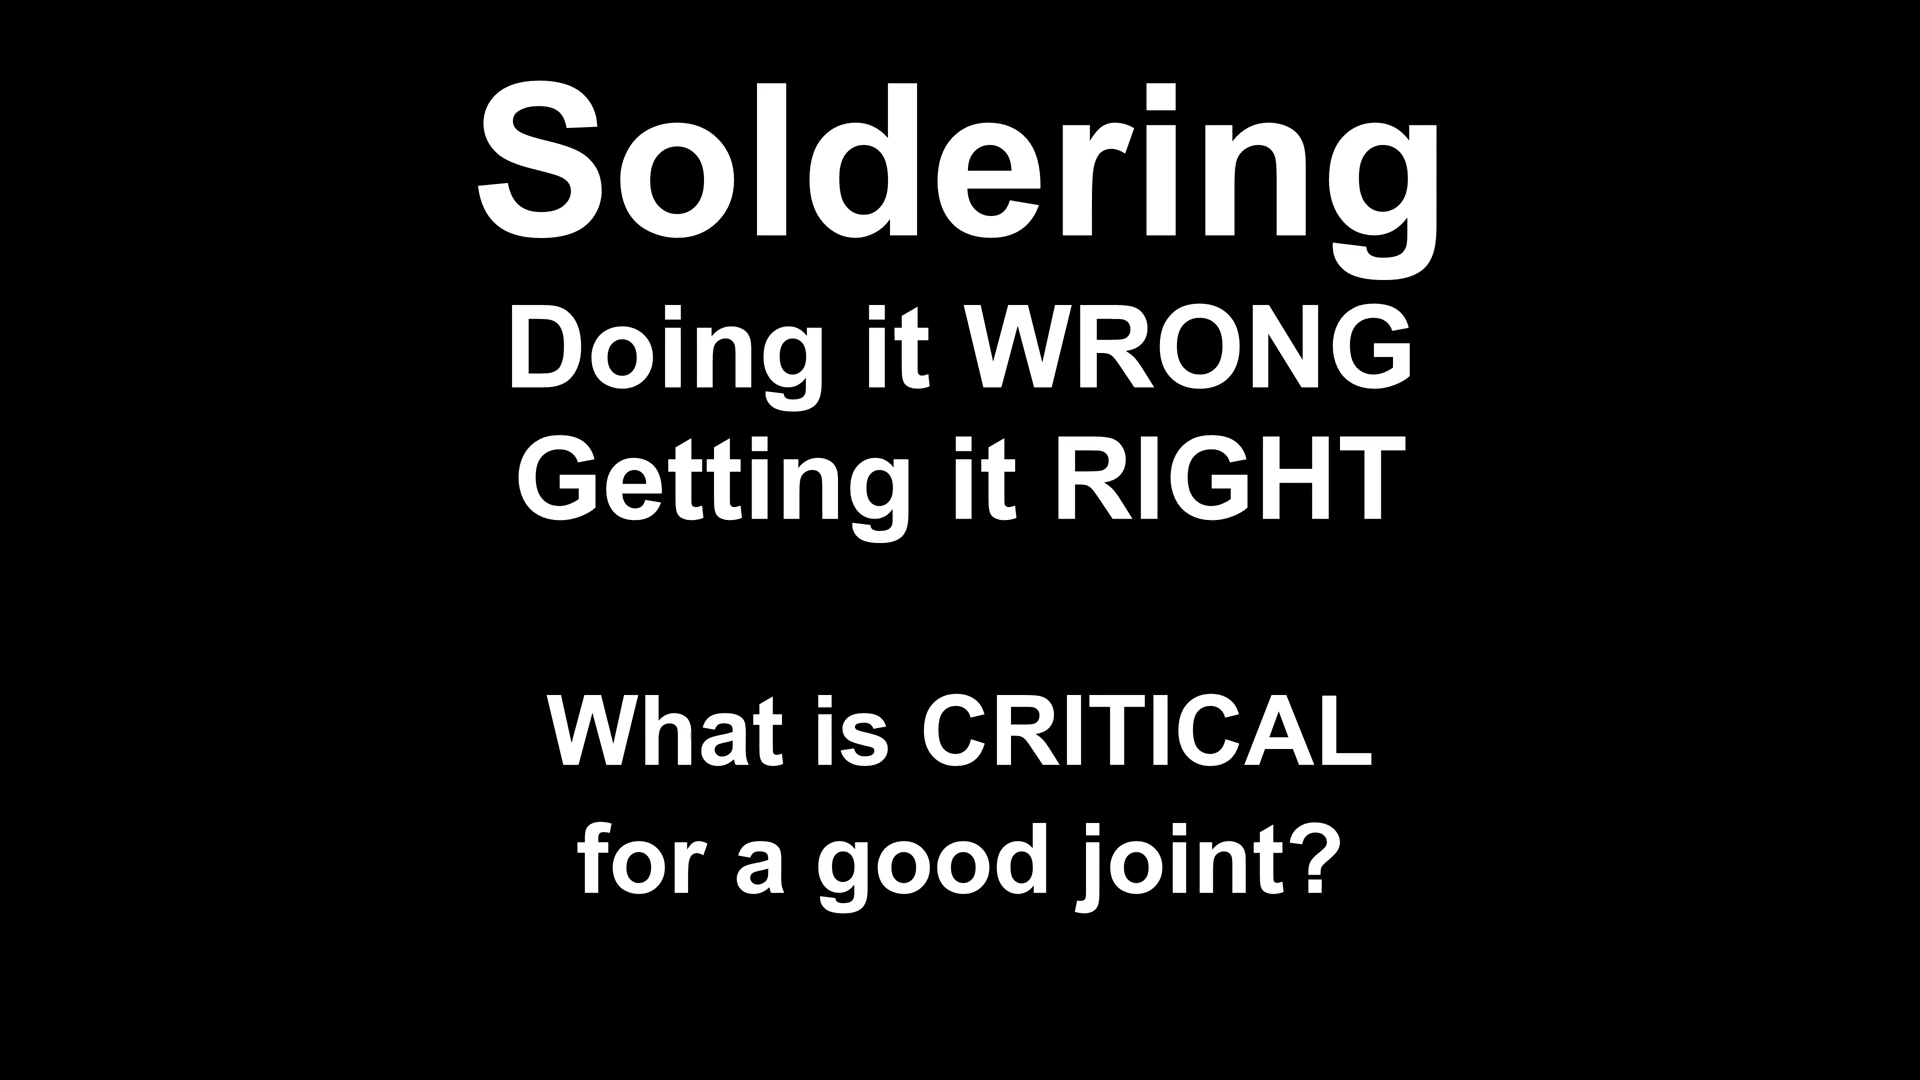 Soldering
Doing it WRONG
Getting it RIGHT
What is CRITICAL
for a good joint?